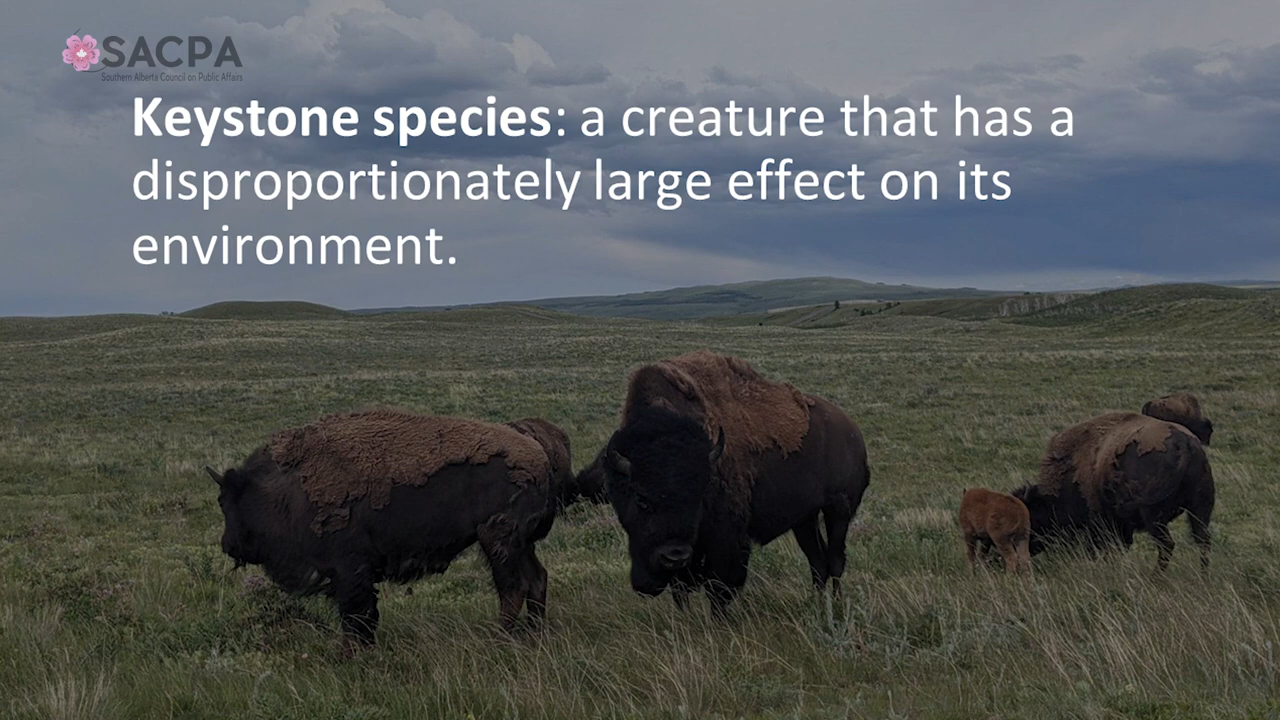 SACPA
Southern Alberta Council on Public Affairs
Keystone species: a creature that has a
disproportionately large effect on its
environment.